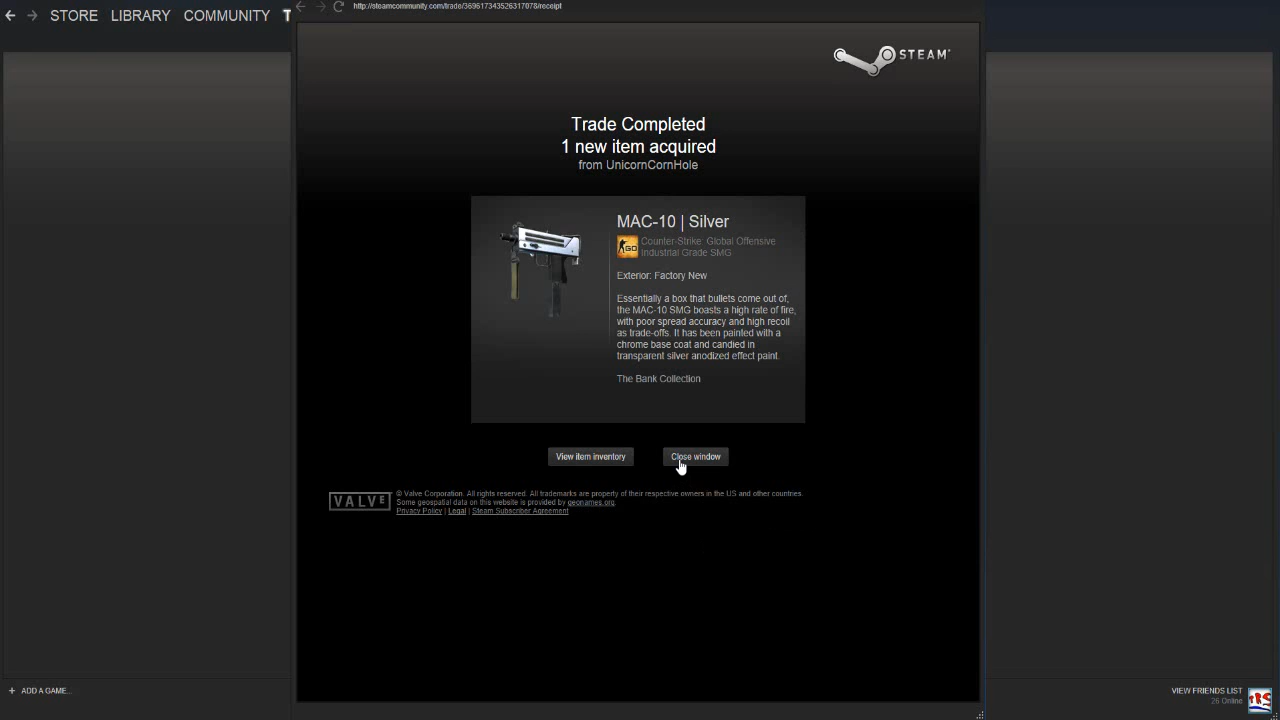 http://steamcommunity.com/trade/369617343526317078/receipt
STORE LIBRARY COMMUNITY T
STEAM
Trade Completed
1 new item acquired
from UnicornCornHole
MAC-10 | Silver
GO
Counter-Strike: Global Offensive
Industrial Grade SMG
Exterior: Factory New
Essentially a box that bullets come out of,
the MAC-10 SMG boasts a high rate of fire,
with poor spread accuracy and high recoil
as trade-offs. It has been painted with a
chrome base coat and candied in
transparent silver anodized effect paint.
The Bank Collection
View item inventory Close window
VALVE
© Valve Corporation. All rights reserved. All trademarks are property of their respective owners in the US and other countries.
Some geospatial data on this website is provided by geonames.org.
Privacy Policy | Legal | Steam Subscriber Agreement
+ ADD A GAME...
VIEW FRIENDS LIST
26 Online